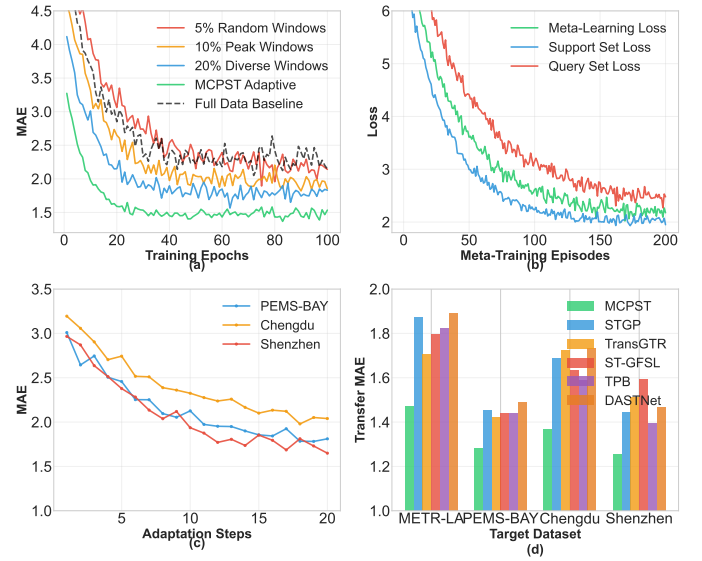 4.5
4.0
3.5
3.0
2.5
2.0
1.5
MAE
5% Random Windows
10% Peak Windows
20% Diverse Windows
MCPST Adaptive
Full Data Baseline
0 20 40 60 80 100
Training Epochs
(a)
6
5
4
3
2
Loss
Meta-Learning Loss
Support Set Loss
Query Set Loss
0 50 100 150 200
Meta-Training Episodes
(b)
3.5
3.0
2.5
2.0
1.5
1.0
MAE
PEMS-BAY
Chengdu
Shenzhen
5 10 15 20
Adaptation Steps
(c)
2.0
1.8
1.6
1.4
1.2
1.0
Transfer MAE
MCPST
STGP
TransGTR
ST-GFSL
TPB
DASTNet
METR-LA PEMS-BAY Chengdu Shenzhen
Target Dataset
(d)